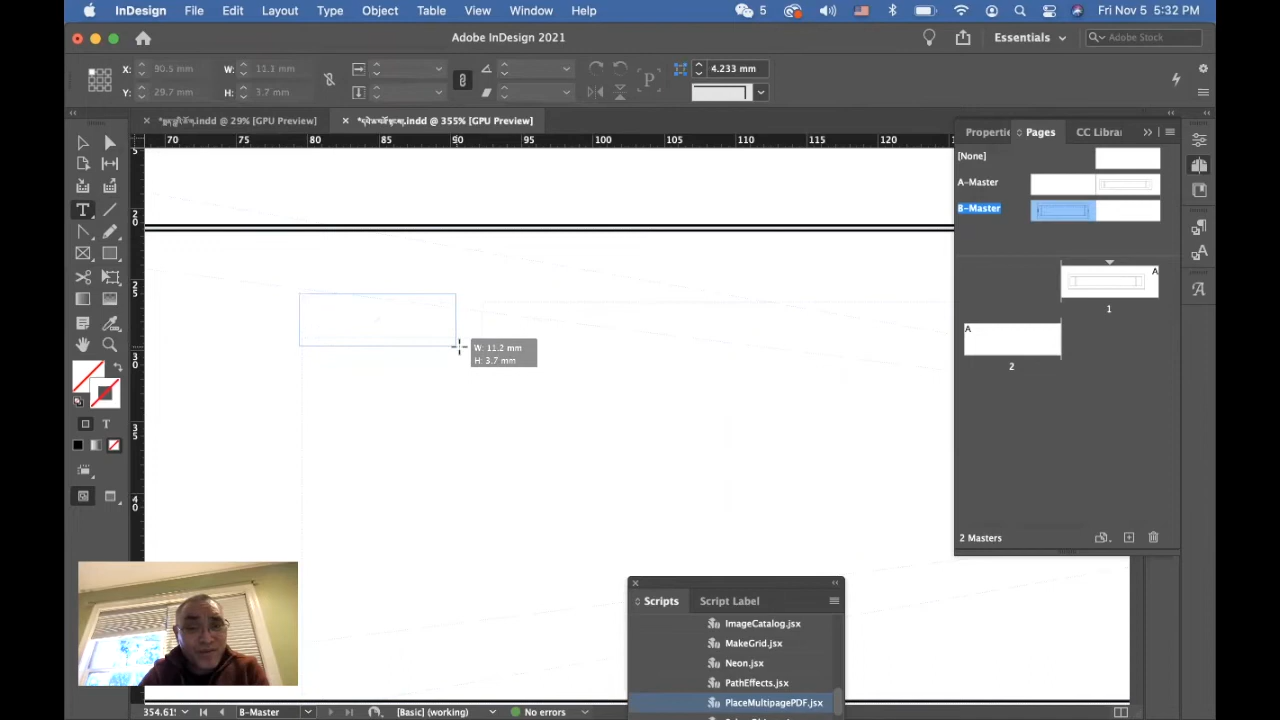 InDesign File Edit Layout Type Object Table View Window Help 5 Fri Nov 5 5:32 PM
Adobe InDesign 2021 Essentials Adobe Stock
X: 90.5 mm W: 11.3 mm 4.233 mm
Y: 29.7 mm H: 3.7 mm
.indd @ 29% [GPU Preview] .indd @ 355% [GPU Preview]
70 75 80 85 90 95 100 105 110 115 120
Properti Pages CC Libra
[None]
A-Master
B-Master
A
1
A
2
W: 11.2 mm
H: 3.7 mm
2 Masters
Scripts Script Label
ImageCatalog.jsx
MakeGrid.jsx
Neon.jsx
PathEffects.jsx
PlaceMultipagePDF.jsx
354.61% B-Master [Basic] (working) No errors